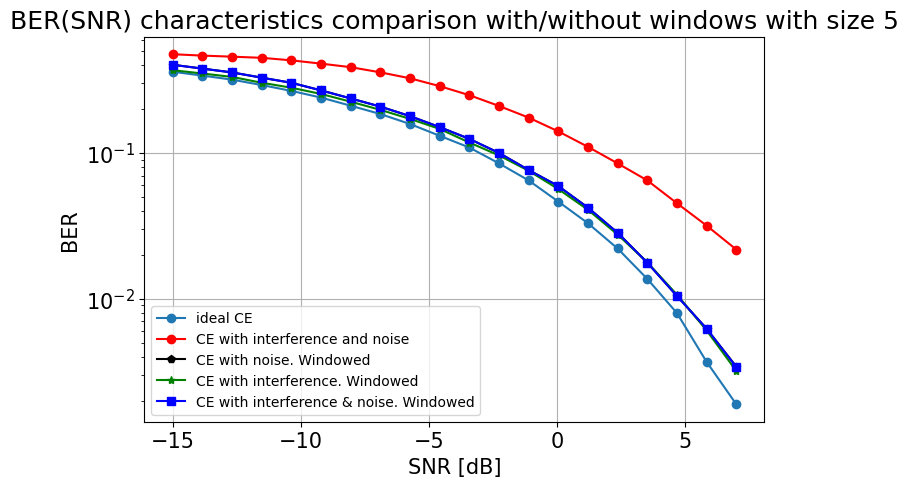 BER(SNR) characteristics comparison with/without windows with size 5
BER
10⁻¹
10⁻²
ideal CE
CE with interference and noise
CE with noise. Windowed
CE with interference. Windowed
CE with interference & noise. Windowed
−15 −10 −5 0 5
SNR [dB]